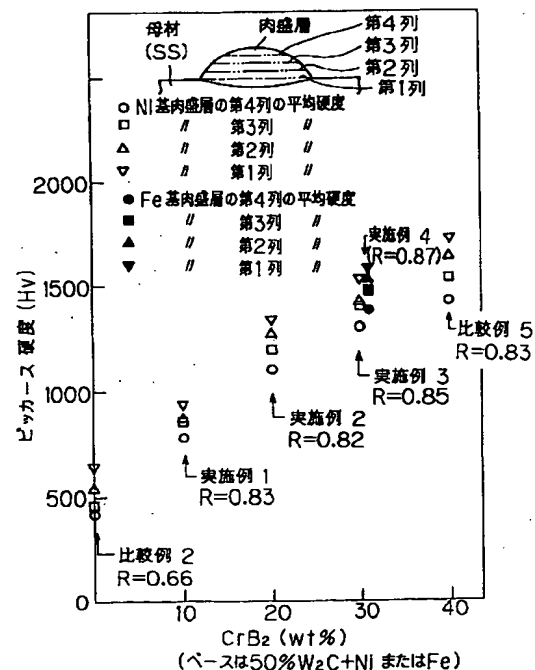 母材
(SS)
肉盛層
第4列
第3列
第2列
第1列
○ Ni基肉盛層の第4列の平均硬度
□ 〃 第3列 〃
△ 〃 第2列 〃
▽ 〃 第1列 〃
● Fe基肉盛層の第4列の平均硬度
■ 〃 第3列 〃
▲ 〃 第2列 〃
▼ 〃 第1列 〃
2000
1500
1000
500
0
ビッカース硬度 (Hv)
実施例 4
(R=0.87)
比較例 5
R=0.83
実施例 3
R=0.85
実施例 2
R=0.82
実施例 1
R=0.83
比較例 2
R=0.66
10 20 30 40
CrB₂ (wt%)
(ベースは50%W₂C+Ni またはFe)